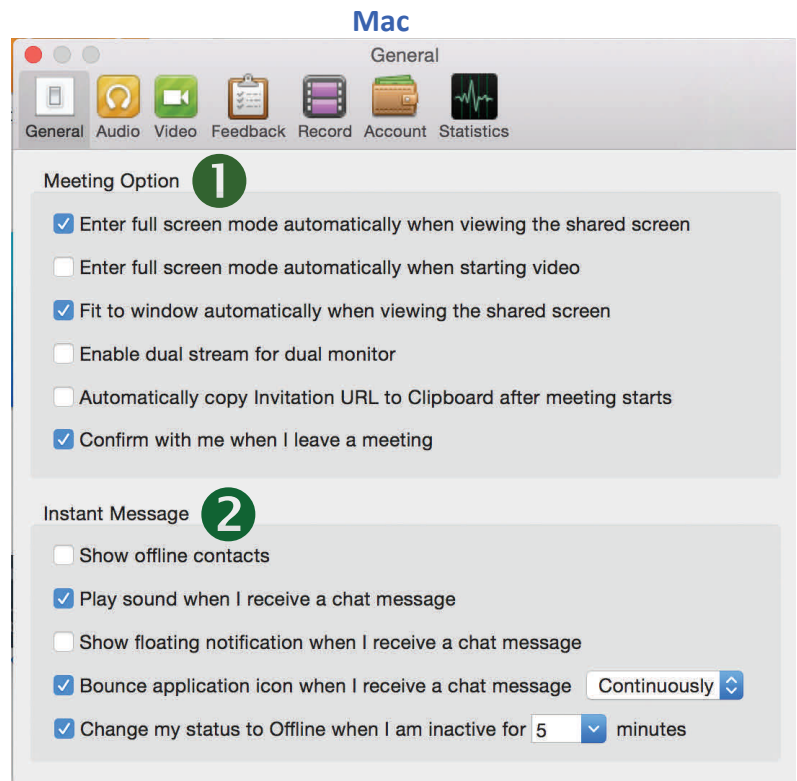 Mac
General
General Audio Video Feedback Record Account Statistics
Meeting Option 1
Enter full screen mode automatically when viewing the shared screen
Enter full screen mode automatically when starting video
Fit to window automatically when viewing the shared screen
Enable dual stream for dual monitor
Automatically copy Invitation URL to Clipboard after meeting starts
Confirm with me when I leave a meeting
Instant Message 2
Show offline contacts
Play sound when I receive a chat message
Show floating notification when I receive a chat message
Bounce application icon when I receive a chat message Continuously
Change my status to Offline when I am inactive for 5 minutes